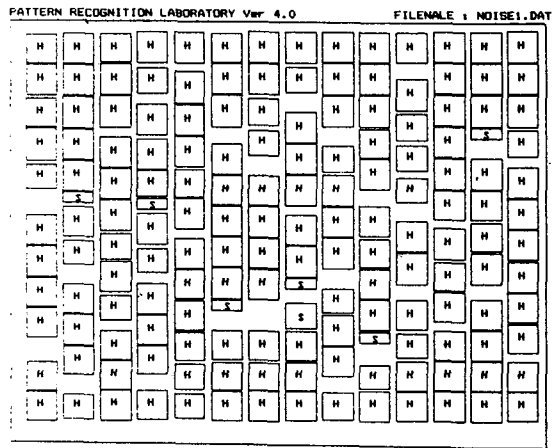 PATTERN RECOGNITION LABORATORY Ver 4.0 FILENALE : NOISE1.DAT
H H H H H H H H H H H H H H
H H H H H H H H H H H H H H
H H H H H H H H H H H H H H
H H H H H H H H H H H H S H
H H H H H H H H H H H H H H
S S H H
H H H H H H H H H H H H H H
H H H H H H H H H H H H H H
H H H H H H H S H H H H H H
H H H H H S S H H H
H H H H H H H H S H H H H
H H H H H H H H H H H H H
H H H H H H H H H H H H H H